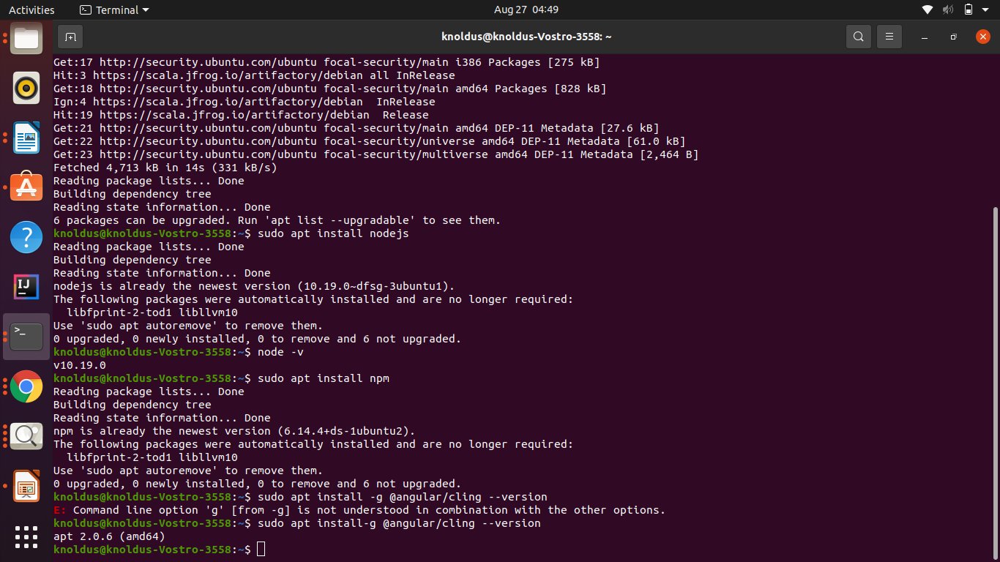 Activities
Terminal
Aug 27 04:49
knoldus@knoldus-Vostro-3558: ~
Get:17 http://security.ubuntu.com/ubuntu focal-security/main i386 Packages [275 kB]
Hit:3 https://scala.jfrog.io/artifactory/debian all InRelease
Get:18 http://security.ubuntu.com/ubuntu focal-security/main amd64 Packages [828 kB]
Ign:4 https://scala.jfrog.io/artifactory/debian  InRelease
Hit:19 https://scala.jfrog.io/artifactory/debian  Release
Get:21 http://security.ubuntu.com/ubuntu focal-security/main amd64 DEP-11 Metadata [27.6 kB]
Get:22 http://security.ubuntu.com/ubuntu focal-security/universe amd64 DEP-11 Metadata [61.0 kB]
Get:23 http://security.ubuntu.com/ubuntu focal-security/multiverse amd64 DEP-11 Metadata [2,464 B]
Fetched 4,713 kB in 14s (331 kB/s)
Reading package lists... Done
Building dependency tree
Reading state information... Done
6 packages can be upgraded. Run 'apt list --upgradable' to see them.
knoldus@knoldus-Vostro-3558:~$ sudo apt install nodejs
Reading package lists... Done
Building dependency tree
Reading state information... Done
nodejs is already the newest version (10.19.0~dfsg-3ubuntu1).
The following packages were automatically installed and are no longer required:
  libfprint-2-tod1 libllvm10
Use 'sudo apt autoremove' to remove them.
0 upgraded, 0 newly installed, 0 to remove and 6 not upgraded.
knoldus@knoldus-Vostro-3558:~$ node -v
v10.19.0
knoldus@knoldus-Vostro-3558:~$ sudo apt install npm
Reading package lists... Done
Building dependency tree
Reading state information... Done
npm is already the newest version (6.14.4+ds-1ubuntu2).
The following packages were automatically installed and are no longer required:
  libfprint-2-tod1 libllvm10
Use 'sudo apt autoremove' to remove them.
0 upgraded, 0 newly installed, 0 to remove and 6 not upgraded.
knoldus@knoldus-Vostro-3558:~$ sudo apt install -g @angular/cling --version
E: Command line option 'g' [from -g] is not understood in combination with the other options.
knoldus@knoldus-Vostro-3558:~$ sudo apt install-g @angular/cling --version
apt 2.0.6 (amd64)
knoldus@knoldus-Vostro-3558:~$
IJ
>_